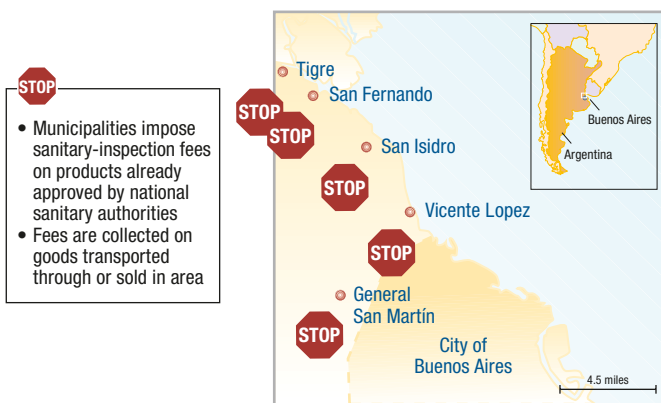 STOP
• Municipalities impose
sanitary-inspection fees
on products already
approved by national
sanitary authorities
• Fees are collected on
goods transported
through or sold in area
Tigre
San Fernando
STOP
STOP
San Isidro
STOP
Vicente Lopez
STOP
General
San Martín
STOP
City of
Buenos Aires
4.5 miles
Buenos Aires
Argentina